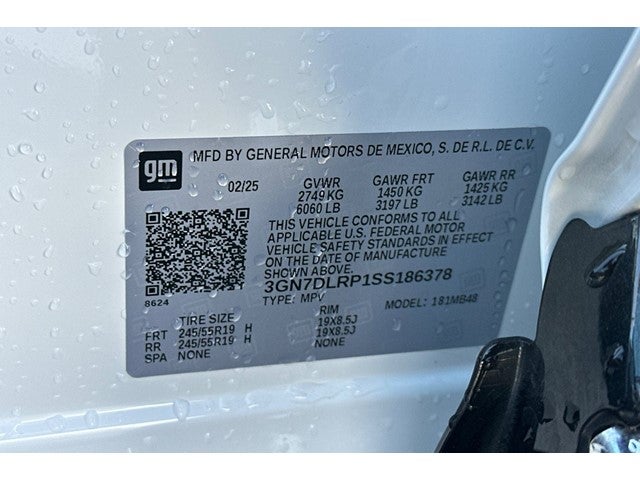 gm
MFD BY GENERAL MOTORS DE MEXICO, S. DE R.L. DE C.V.
02/25 GVWR GAWR FRT GAWR RR
2749 KG 1450 KG 1425 KG
6060 LB 3197 LB 3142 LB
THIS VEHICLE CONFORMS TO ALL
APPLICABLE U.S. FEDERAL MOTOR
VEHICLE SAFETY STANDARDS IN EFFECT
ON THE DATE OF MANUFACTURE
SHOWN ABOVE.
3GN7DLRP1SS186378
8624 TYPE: MPV MODEL: 181MB48
TIRE SIZE RIM
FRT 245/55R19 H 19X8.5J
RR 245/55R19 H 19X8.5J
SPA NONE NONE